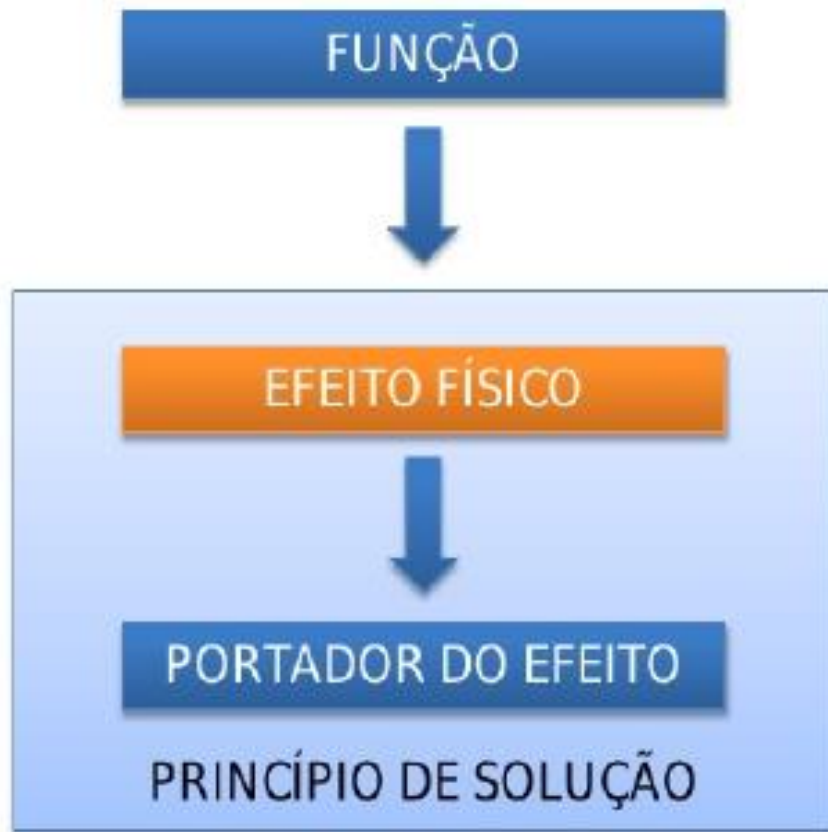 FUNÇÃO
EFEITO FÍSICO
PORTADOR DO EFEITO
PRINCÍPIO DE SOLUÇÃO